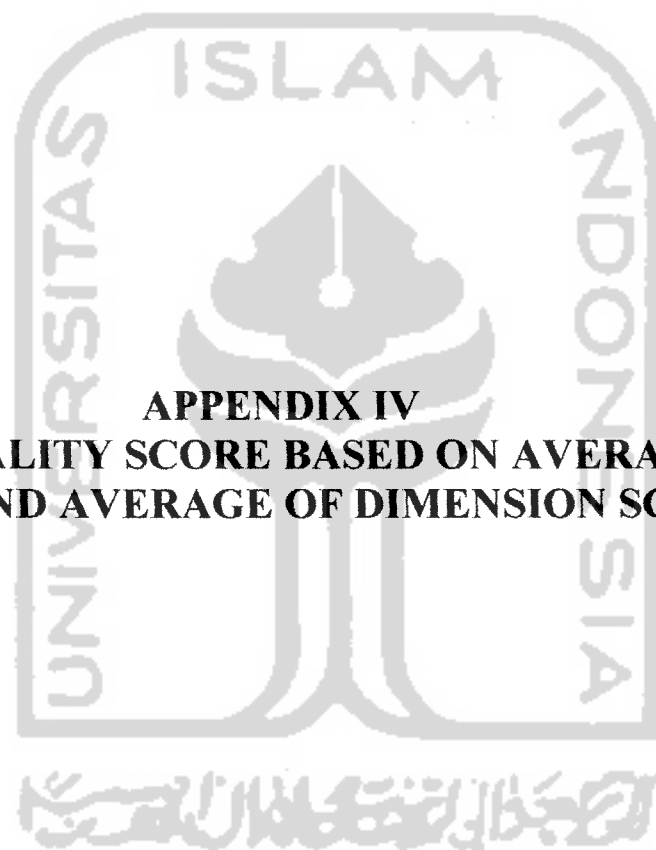 ISLAM
UNIVERSITAS
INDONESIA
APPENDIX IV
ALITY SCORE BASED ON AVERA
ND AVERAGE OF DIMENSION SC